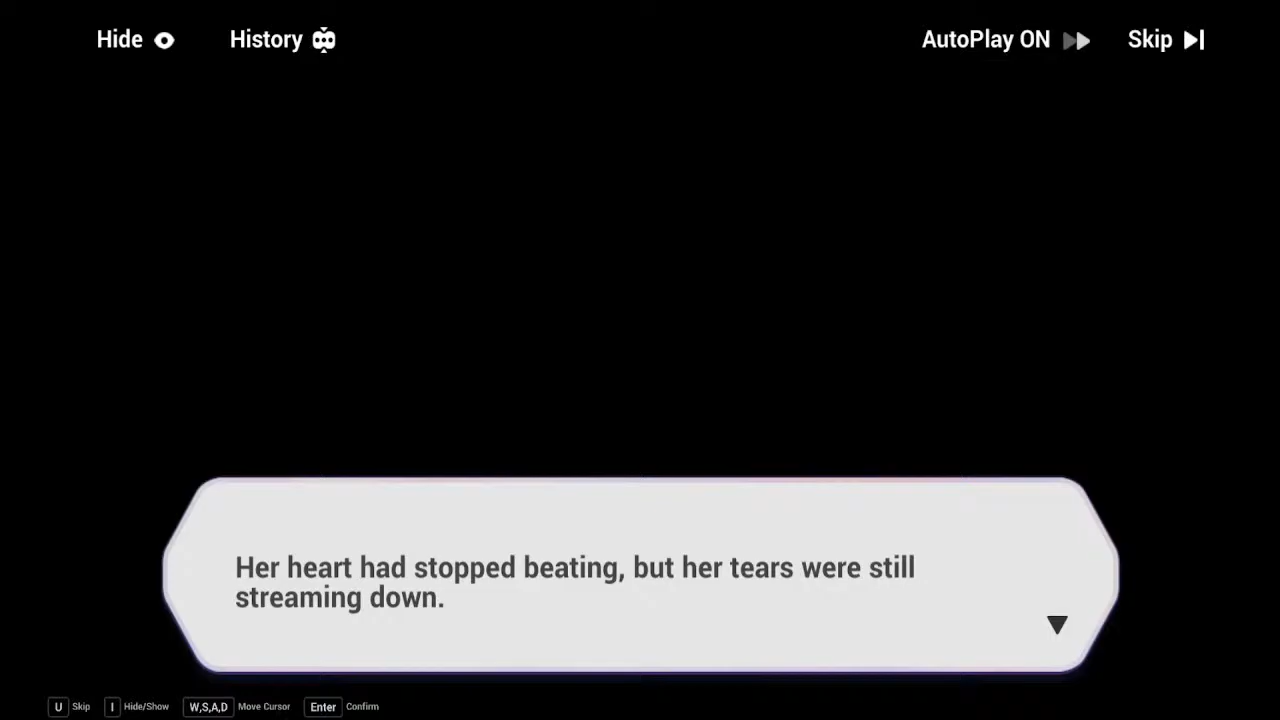 Hide
History
AutoPlay ON
Skip
Her heart had stopped beating, but her tears were still
streaming down.
U Skip
I Hide/Show
W,S,A,D Move Cursor
Enter Confirm